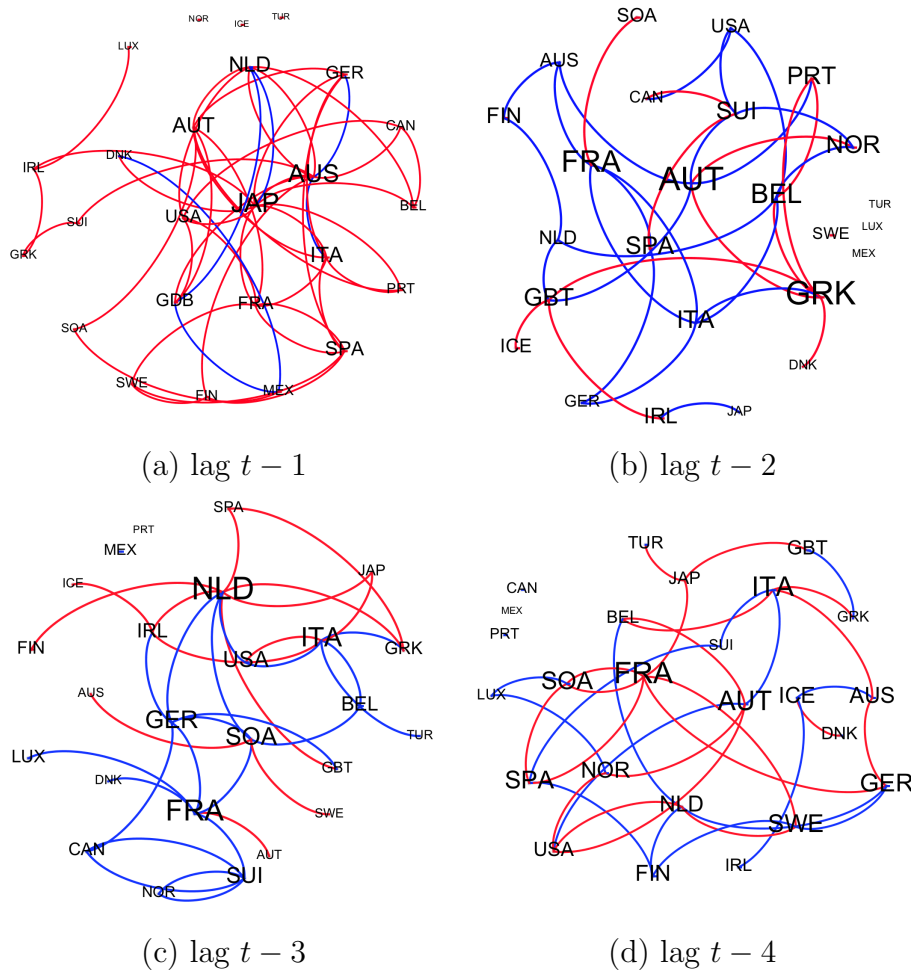 NOR ICE TUR
LUX
NLD GER
AUT CAN
IRL DNK AUS
JAP BEL
SUI USA
GRK ITA
GDB FRA PRT
SOA
SPA
SWE FIN MEX
(a) lag t − 1
SOA USA
AUS PRT
CAN
FIN SUI
FRA NOR
AUT BEL
TUR
LUX
NLD SPA SWE
MEX
GBT GRK
ITA
ICE
DNK
GER IRL JAP
(b) lag t − 2
SPA
PRT
MEX
ICE NLD JAP
FIN IRL ITA
USA GRK
AUS BEL
GER SOA TUR
LUX
DNK GBT
FRA SWE
CAN AUT
NOR SUI
(c) lag t − 3
TUR GBT
JAP
CAN ITA
MEX BEL GRK
PRT SUI
LUX SOA FRA
AUT ICE AUS
DNK
SPA NOR GER
NLD
SWE
USA
FIN IRL
(d) lag t − 4